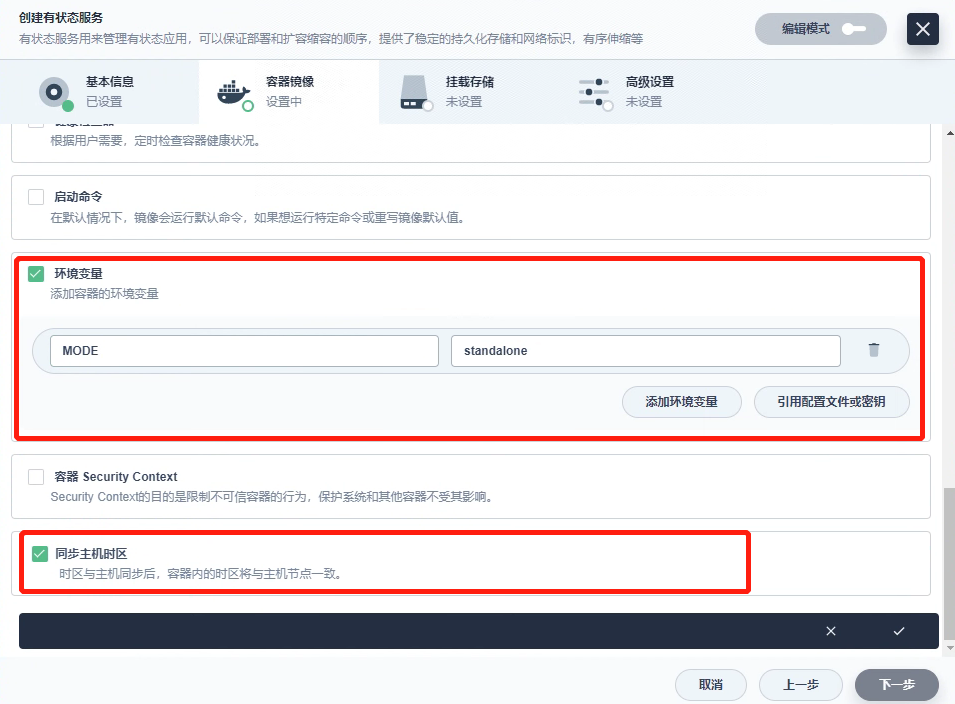 创建有状态服务
有状态服务用来管理有状态应用，可以保证部署和扩容缩容的顺序，提供了稳定的持久化存储和网络标识，有序伸缩等
编辑模式
基本信息
已设置
容器镜像
设置中
挂载存储
未设置
高级设置
未设置
根据用户需要，定时检查容器健康状况。
启动命令
在默认情况下，镜像会运行默认命令，如果想运行特定命令或重写镜像默认值。
环境变量
添加容器的环境变量
MODE
standalone
添加环境变量
引用配置文件或密钥
容器 Security Context
Security Context的目的是限制不可信容器的行为，保护系统和其他容器不受其影响。
同步主机时区
时区与主机同步后，容器内的时区将与主机节点一致。
取消
上一步
下一步